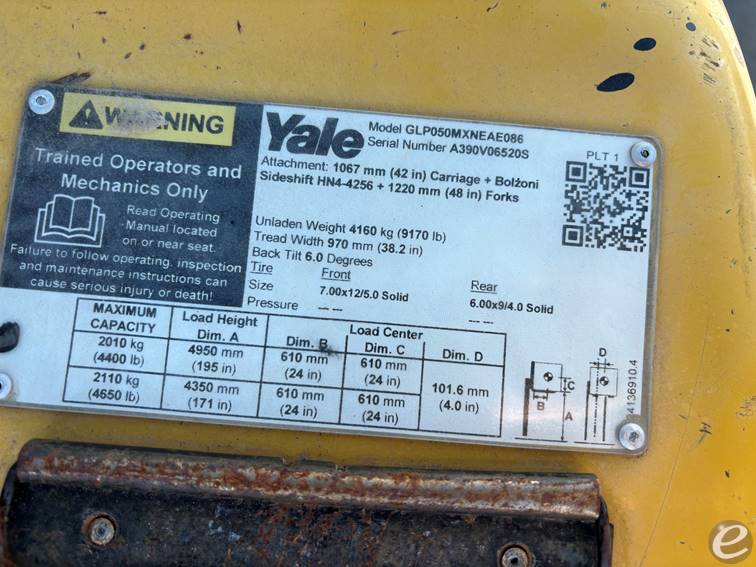 WARNING
Trained Operators and
Mechanics Only
Read Operating
Manual located
on or near seat.
Failure to follow operating, inspection
and maintenance instructions can
cause serious injury or death!
Yale
Model GLP050MXNEAE086
Serial Number A390V06520S
PLT 1
Attachment: 1067 mm (42 in) Carriage + Bolzoni
Sideshift HN4-4256 + 1220 mm (48 in) Forks
Unladen Weight 4160 kg (9170 lb)
Tread Width 970 mm (38.2 in)
Back Tilt 6.0 Degrees
Tire Front Rear
Size 7.00x12/5.0 Solid 6.00x9/4.0 Solid
Pressure --- --- --- ---
MAXIMUM
CAPACITY
Load Height
Dim. A
Load Center
Dim. B Dim. C Dim. D
2010 kg
(4400 lb)
4950 mm
(195 in)
610 mm
(24 in)
610 mm
(24 in)
2110 kg
(4650 lb)
4350 mm
(171 in)
610 mm
(24 in)
610 mm
(24 in)
101.6 mm
(4.0 in)
D
C
B
A
D
e